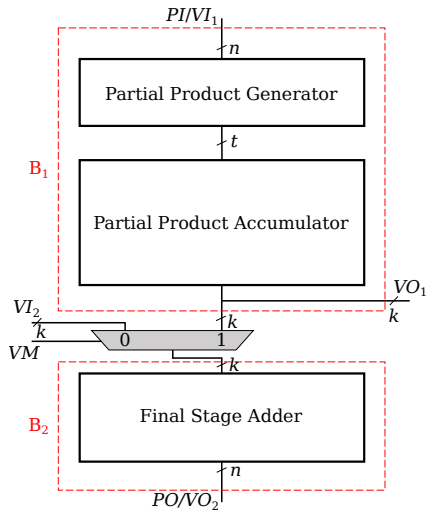 PI/VI₁
n
Partial Product Generator
t
B₁
Partial Product Accumulator
VO₁
k
VI₂
k
k
VM
0 1
k
Final Stage Adder
B₂
n
PO/VO₂